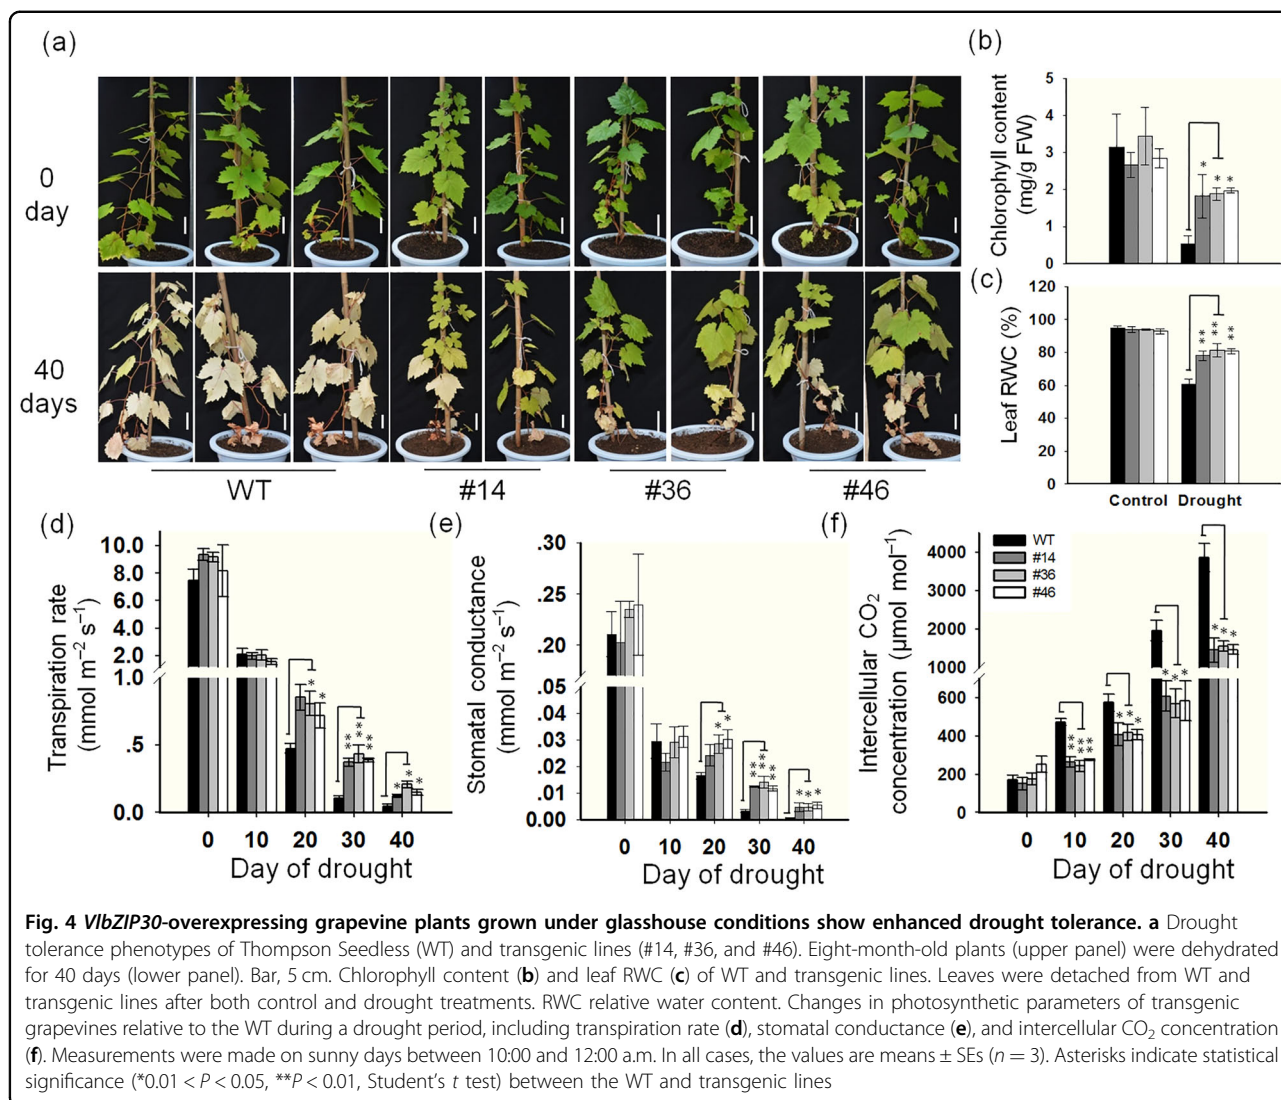 (a)
0
day
40
days
WT
#14
#36
#46
(b)
Chlorophyll content
(mg/g FW)
5
4
3
2
1
0
*
*
*
(c)
Leaf RWC (%)
120
100
80
60
40
20
0
**
**
**
Control Drought
(d)
Transpiration rate
(mmol m⁻² s⁻¹)
10.0
8.0
6.0
4.0
2.0
1.0
.5
0.0
*
*
**
**
**
*
*
*
0 10 20 30 40
Day of drought
(e)
Stomatal conductance
(mmol m⁻² s⁻¹)
.30
.25
.20
.05
.04
.03
.02
.01
0.00
*
*
**
**
**
*
*
*
0 10 20 30 40
Day of drought
(f)
Intercellular CO₂
concentration (µmol mol⁻¹)
4000
3000
2000
1000
600
400
200
0
WT
#14
#36
#46
**
**
**
*
*
*
*
*
*
*
*
*
0 10 20 30 40
Day of drought
Fig. 4 VlbZIP30-overexpressing grapevine plants grown under glasshouse conditions show enhanced drought tolerance. a Drought
tolerance phenotypes of Thompson Seedless (WT) and transgenic lines (#14, #36, and #46). Eight-month-old plants (upper panel) were dehydrated
for 40 days (lower panel). Bar, 5 cm. Chlorophyll content (b) and leaf RWC (c) of WT and transgenic lines. Leaves were detached from WT and
transgenic lines after both control and drought treatments. RWC relative water content. Changes in photosynthetic parameters of transgenic
grapevines relative to the WT during a drought period, including transpiration rate (d), stomatal conductance (e), and intercellular CO₂ concentration
(f). Measurements were made on sunny days between 10:00 and 12:00 a.m. In all cases, the values are means ± SEs (n = 3). Asterisks indicate statistical
significance (*0.01 < P < 0.05, **P < 0.01, Student's t test) between the WT and transgenic lines